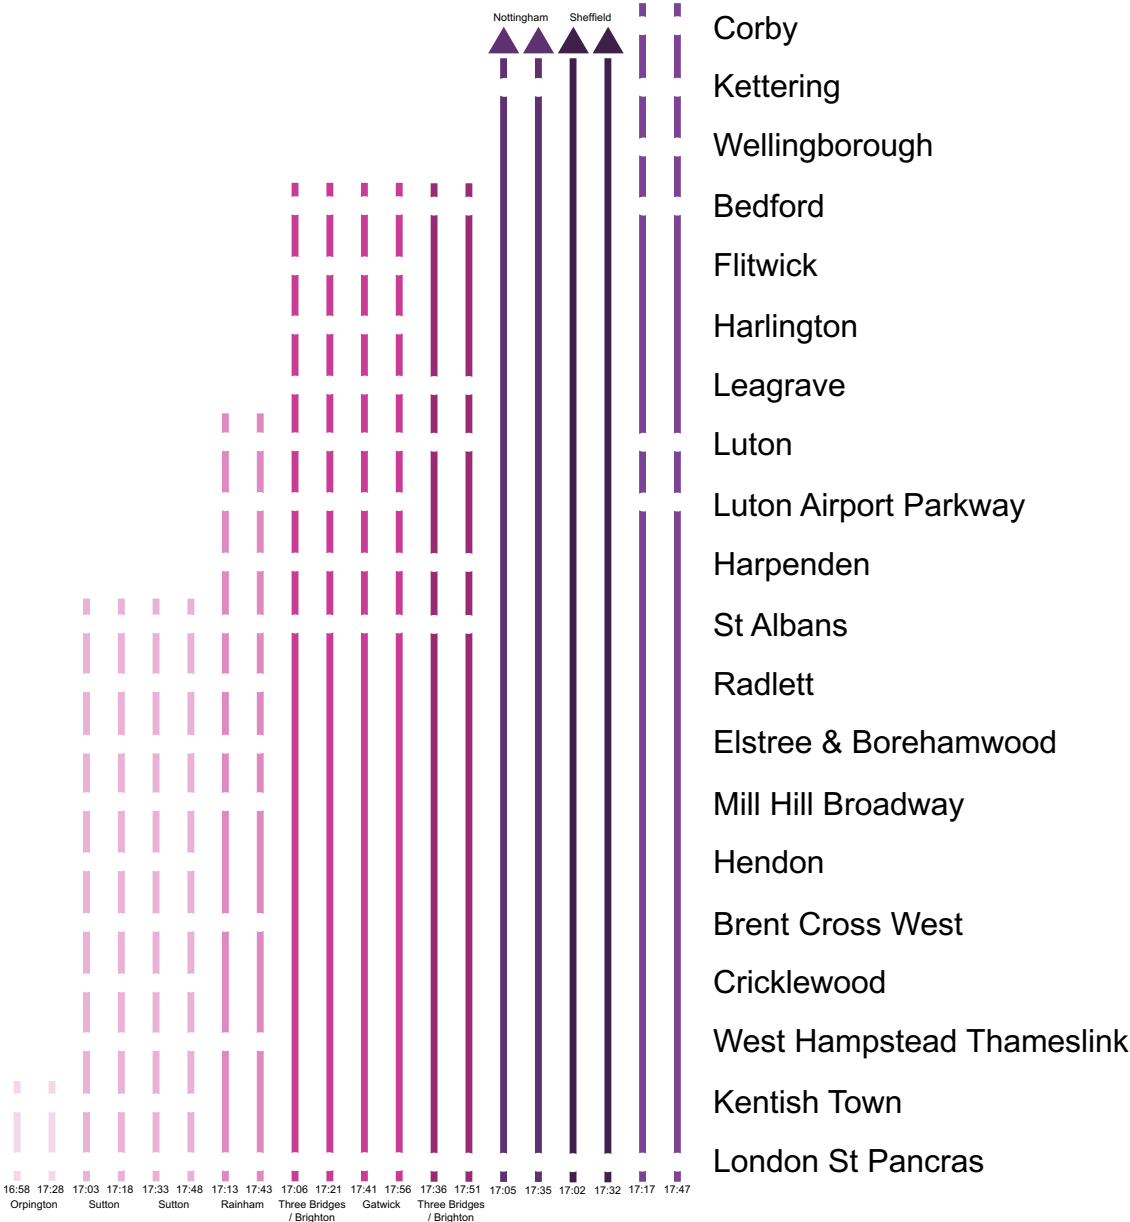 Nottingham Sheffield
Corby
Kettering
Wellingborough
Bedford
Flitwick
Harlington
Leagrave
Luton
Luton Airport Parkway
Harpenden
St Albans
Radlett
Elstree & Borehamwood
Mill Hill Broadway
Hendon
Brent Cross West
Cricklewood
West Hampstead Thameslink
Kentish Town
London St Pancras
16:58 17:28 17:03 17:18 17:33 17:48 17:13 17:43 17:06 17:21 17:41 17:56 17:36 17:51 17:05 17:35 17:02 17:32 17:17 17:47
Orpington Sutton Sutton Rainham Three Bridges Gatwick Three Bridges
/ Brighton / Brighton